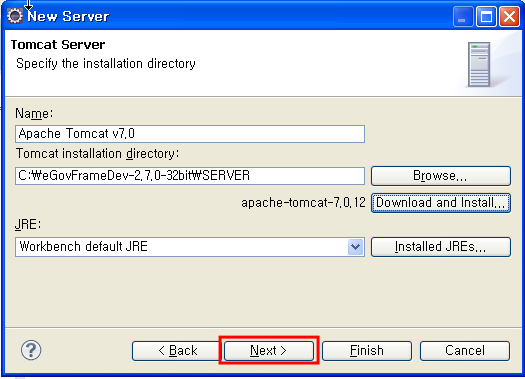 New Server
Tomcat Server
Specify the installation directory
Name:
Apache Tomcat v7.0
Tomcat installation directory:
C:₩eGovFrameDev-2.7.0-32bit₩SERVER
Browse...
apache-tomcat-7.0.12
Download and Install...
JRE:
Workbench default JRE
Installed JREs...
?
< Back
Next >
Finish
Cancel